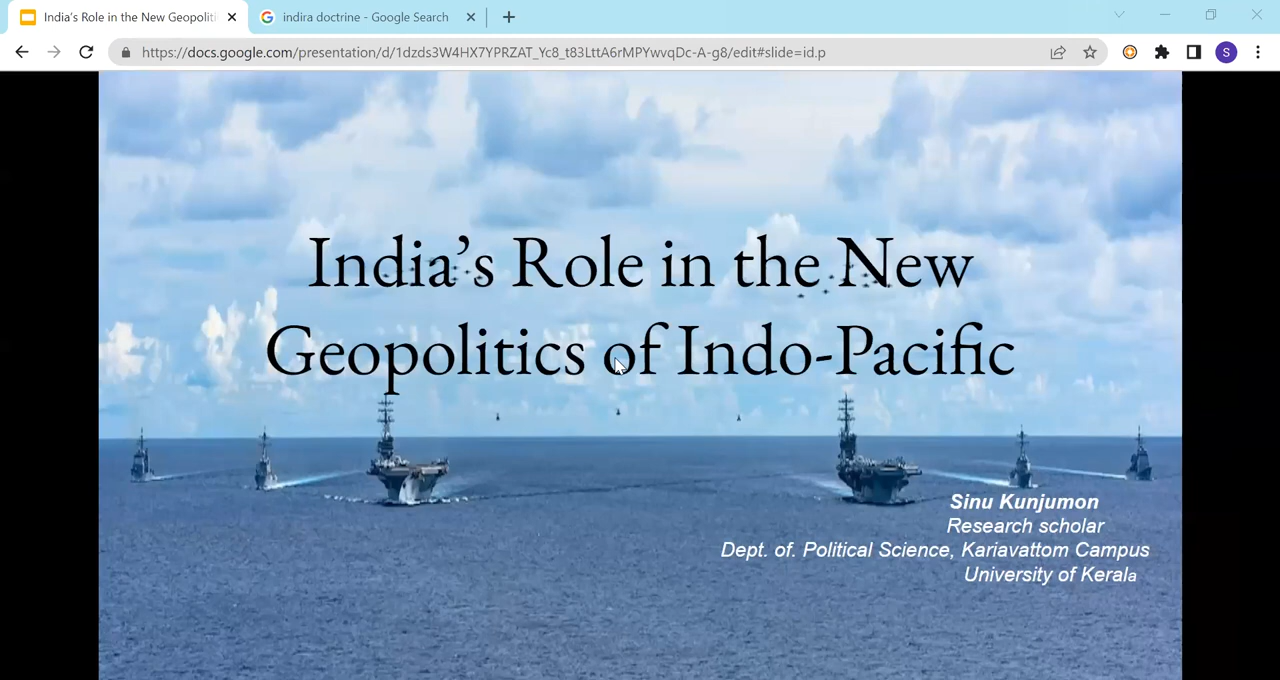 India's Role in the New Geopoliti
indira doctrine - Google Search
https://docs.google.com/presentation/d/1dzds3W4HX7YPRZAT_Yc8_t83LttA6rMPYwvqDc-A-g8/edit#slide=id.p
S
India’s Role in the New
Geopolitics of Indo-Pacific
Sinu Kunjumon
Research scholar
Dept. of. Political Science, Kariavattom Campus
University of Kerala